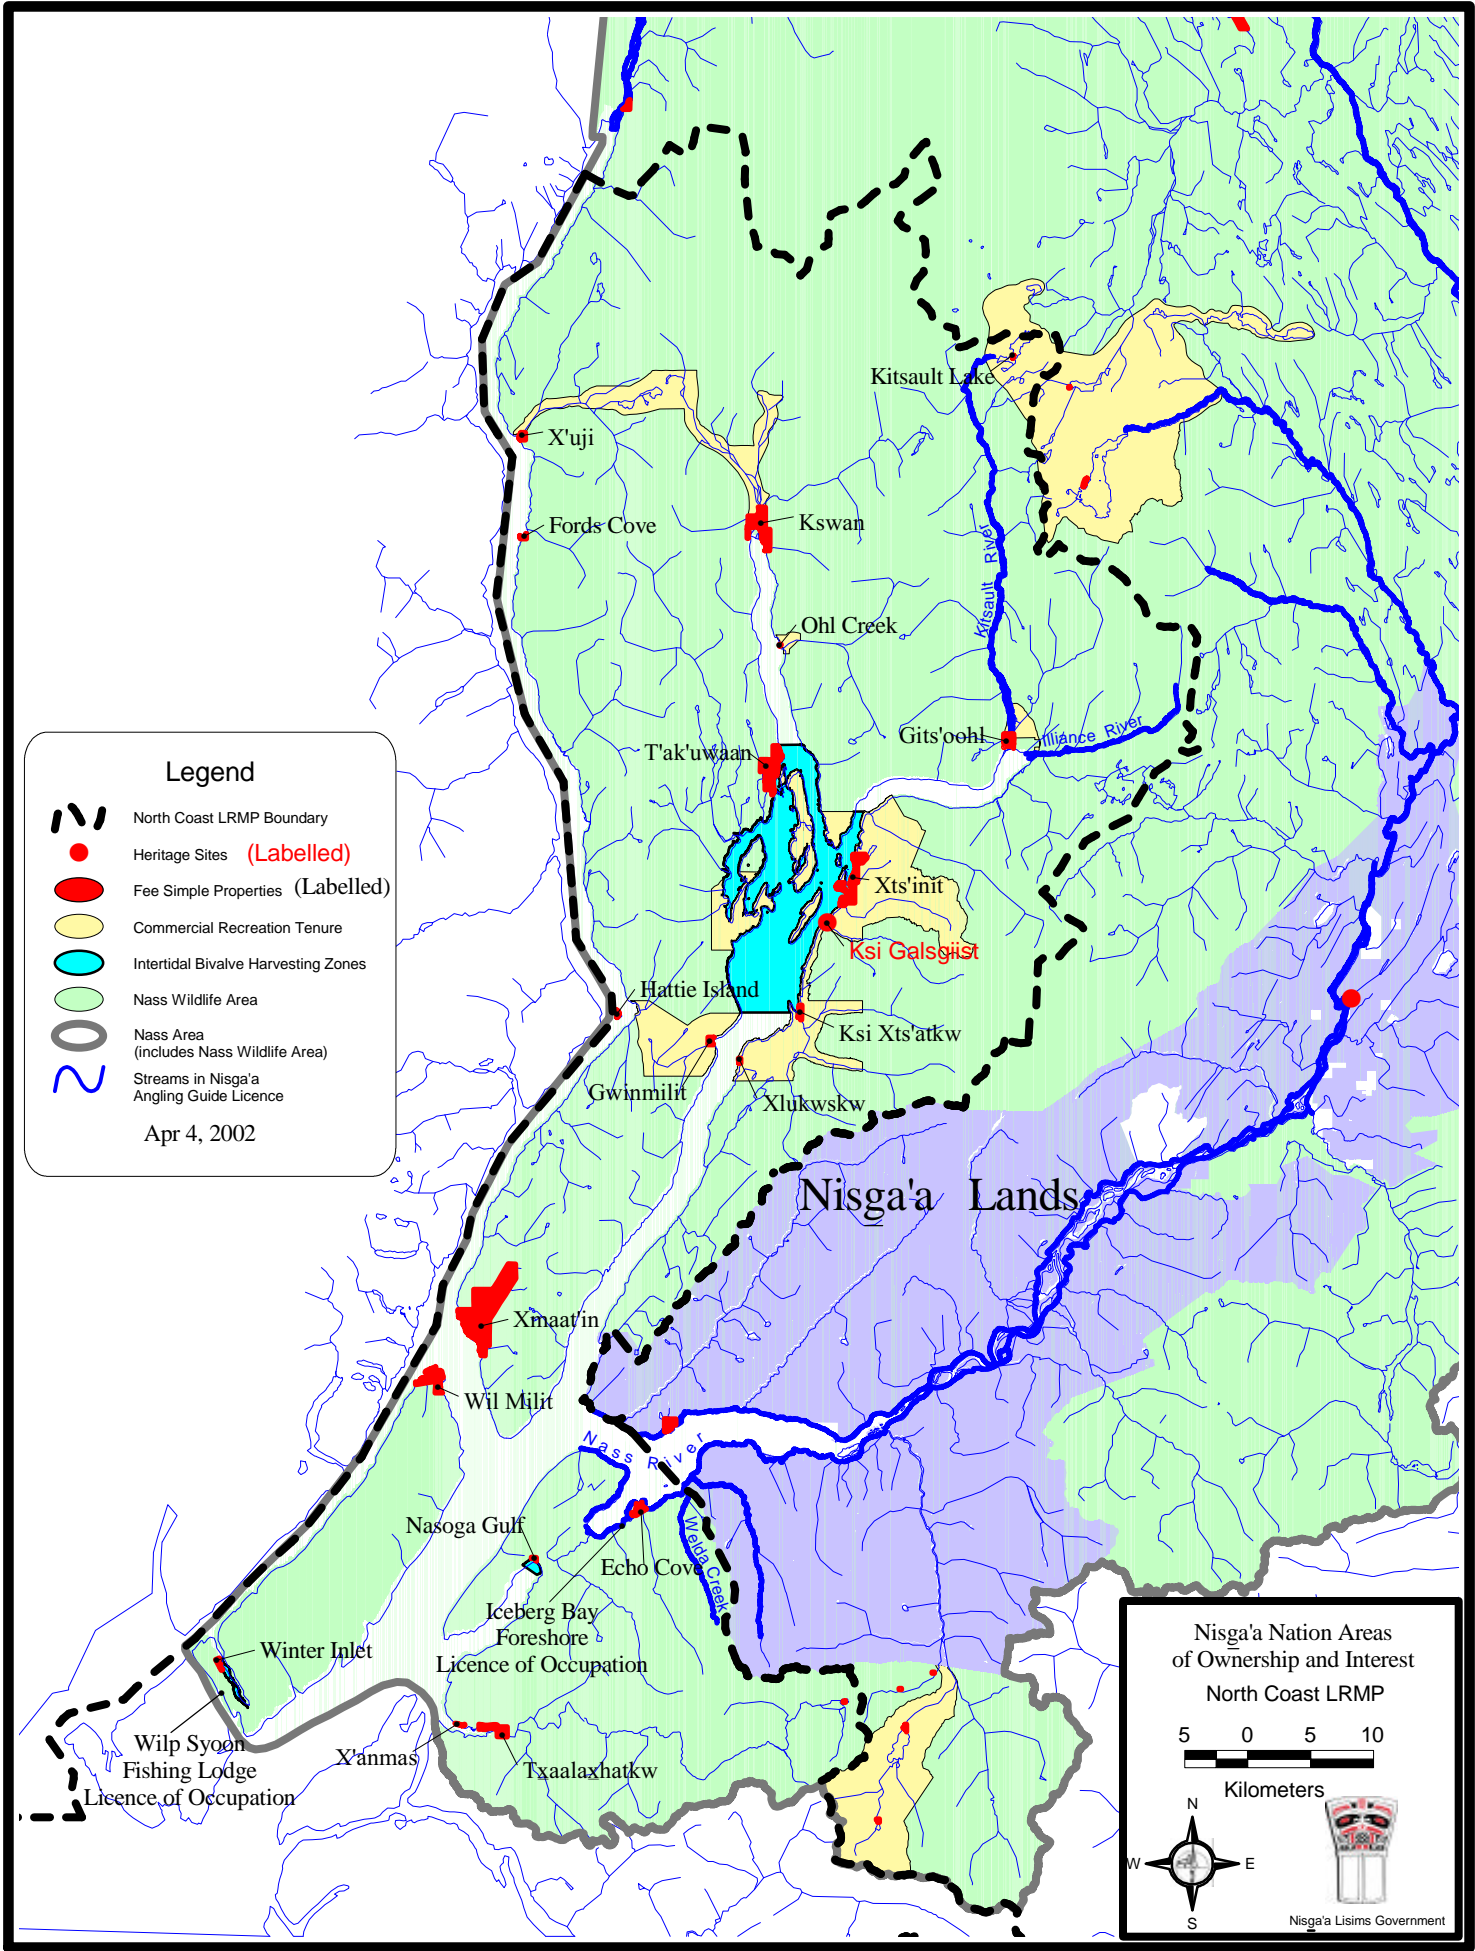 Kitsault Lake
X'uji
Kswan
Fords Cove
Kitsault River
Ohl Creek
Gits'oohl
Illiance River
T'ak'uwaan
Legend
North Coast LRMP Boundary
Heritage Sites (Labelled)
Fee Simple Properties (Labelled)
Commercial Recreation Tenure
Intertidal Bivalve Harvesting Zones
Nass Wildlife Area
Nass Area
(includes Nass Wildlife Area)
Streams in Nisga'a
Angling Guide Licence
Apr 4, 2002
Xts'init
Ksi Galsgiist
Hattie Island
Ksi Xts'atkw
Gwinmilit
Xlukwskw
Nisga'a Lands
Xmaat'in
Wil Milit
Nass River
Nasoga Gulf
Echo Cove
Welda Creek
Iceberg Bay
Foreshore
Licence of Occupation
Winter Inlet
Wilp Syoon
Fishing Lodge
Licence of Occupation
X'anmas
Txaalaxhatkw
Nisga'a Nation Areas
of Ownership and Interest
North Coast LRMP
5 0 5 10
Kilometers
N
W E
S
Nisga'a Lisims Government